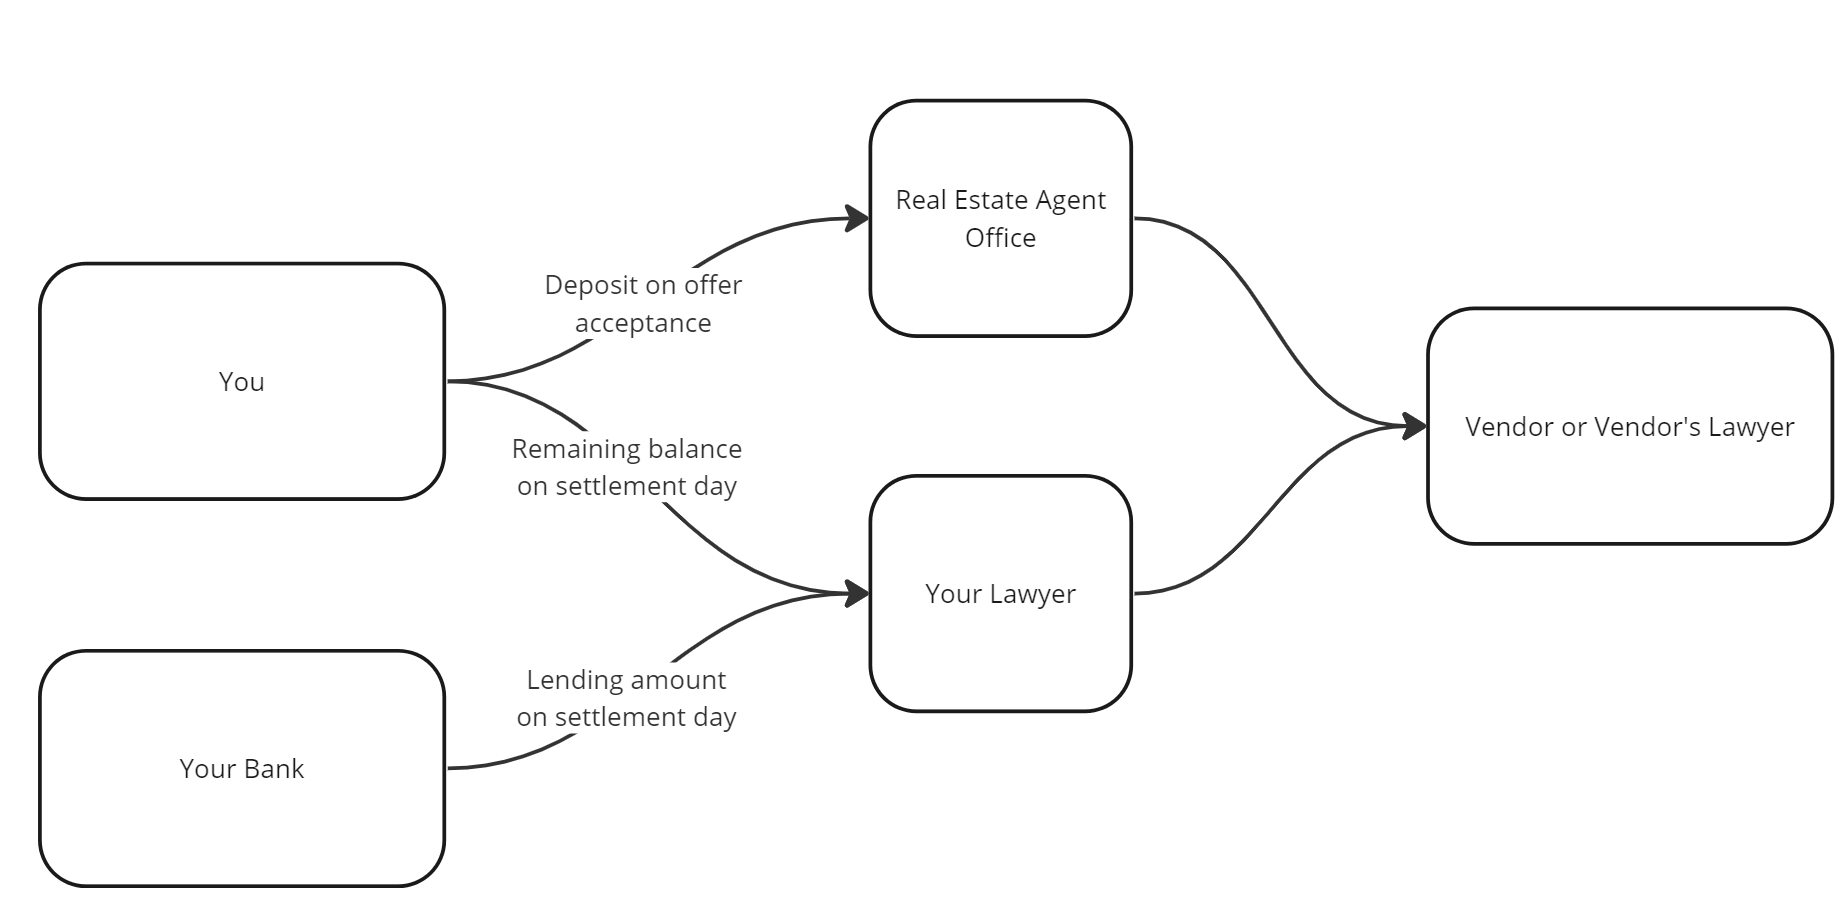 Real Estate Agent
Office
Deposit on offer
acceptance
You
Vendor or Vendor's Lawyer
Remaining balance
on settlement day
Your Lawyer
Lending amount
on settlement day
Your Bank